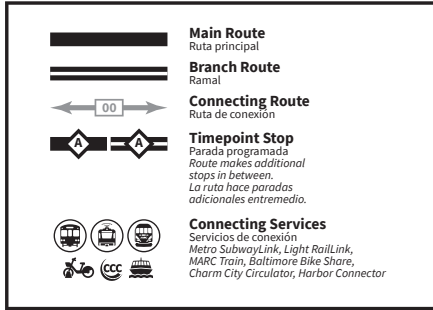 Main Route
Ruta principal
Branch Route
Ramal
00
Connecting Route
Ruta de conexión
A
A
Timepoint Stop
Parada programada
Route makes additional
stops in between.
La ruta hace paradas
adicionales entremedio.
Connecting Services
Servicios de conexión
Metro SubwayLink, Light RailLink,
MARC Train, Baltimore Bike Share,
Charm City Circulator, Harbor Connector
CCC